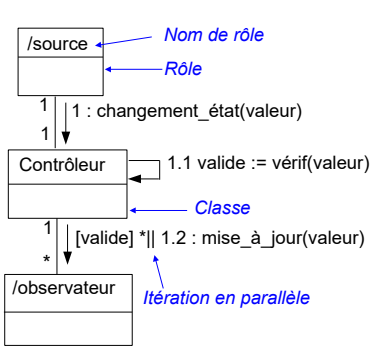 /source
Nom de rôle
Rôle
1
1 : changement_état(valeur)
1
Contrôleur
1.1 valide := vérif(valeur)
Classe
1
[valide] *|| 1.2 : mise_à_jour(valeur)
*
/observateur
Itération en parallèle